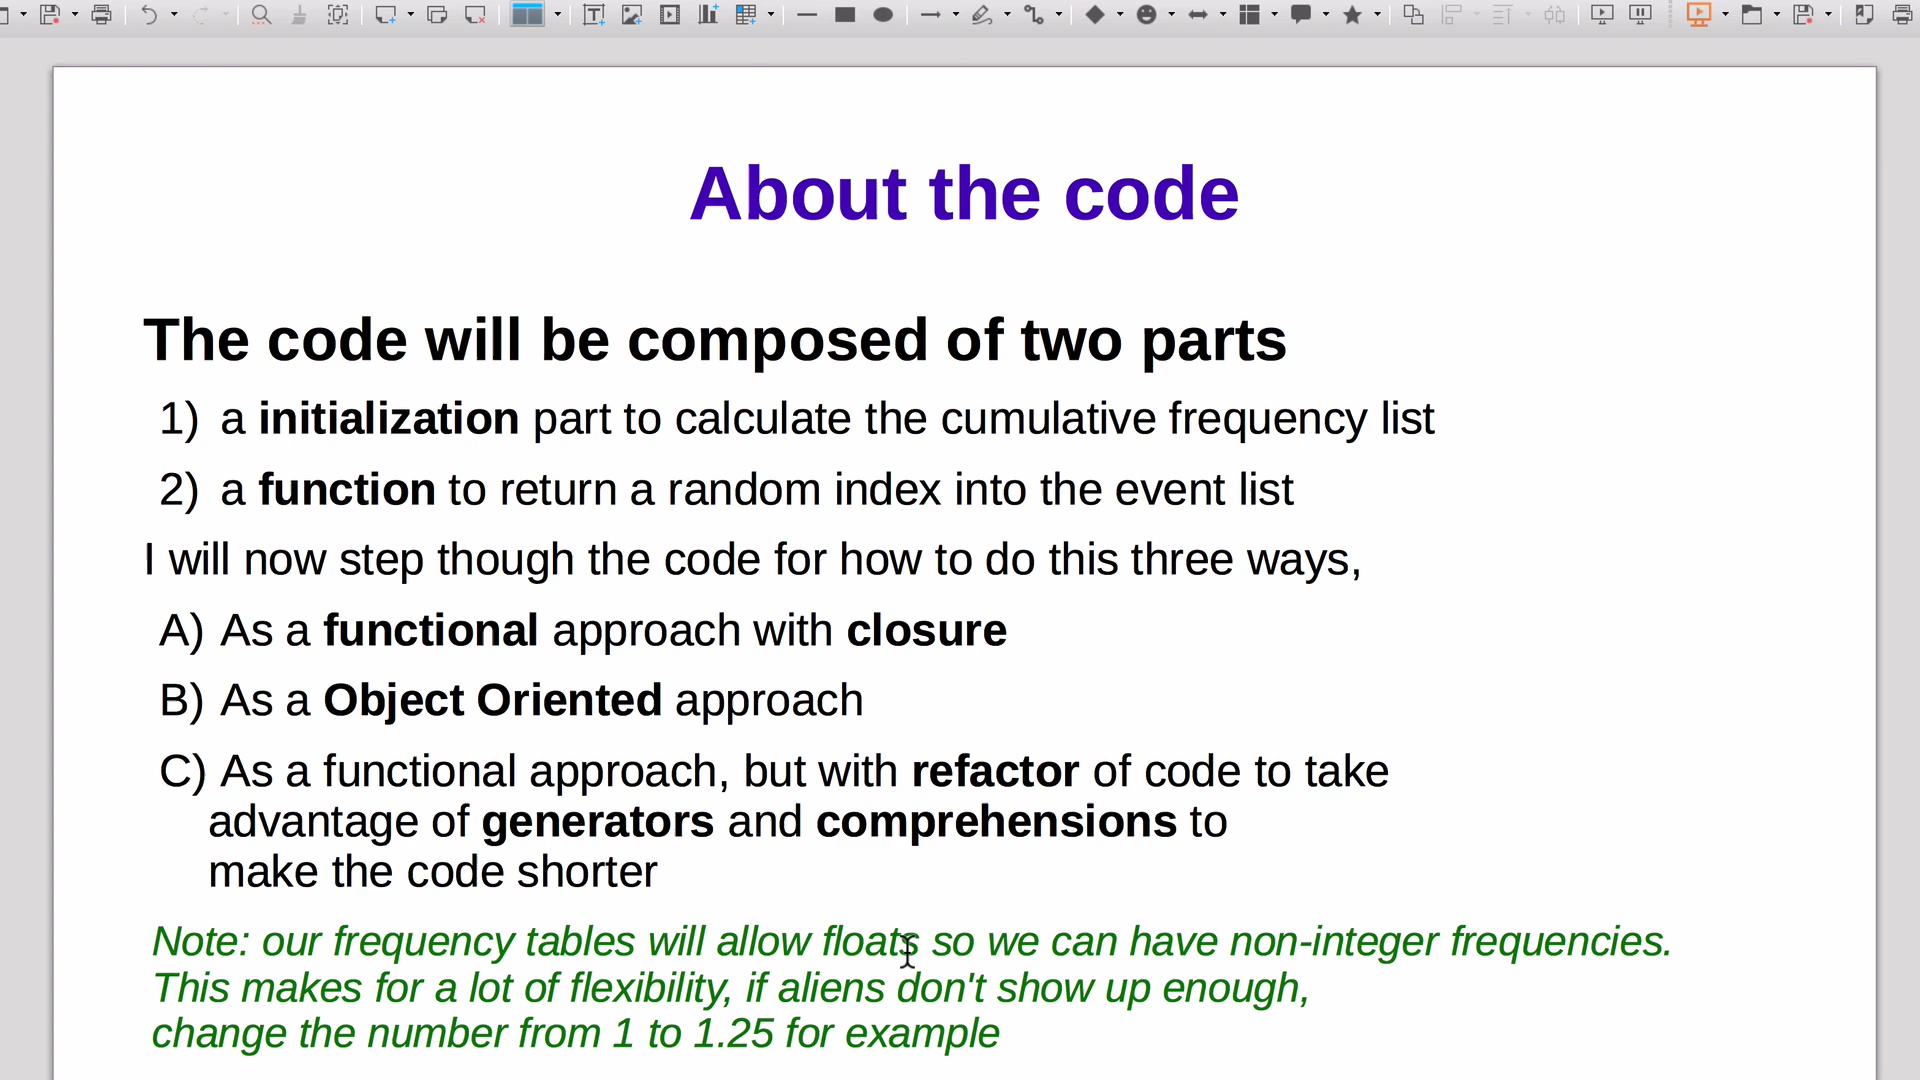 About the code
The code will be composed of two parts
1) a initialization part to calculate the cumulative frequency list
2) a function to return a random index into the event list
I will now step though the code for how to do this three ways,
A) As a functional approach with closure
B) As a Object Oriented approach
C) As a functional approach, but with refactor of code to take
advantage of generators and comprehensions to
make the code shorter
Note: our frequency tables will allow floats so we can have non-integer frequencies.
This makes for a lot of flexibility, if aliens don't show up enough,
change the number from 1 to 1.25 for example